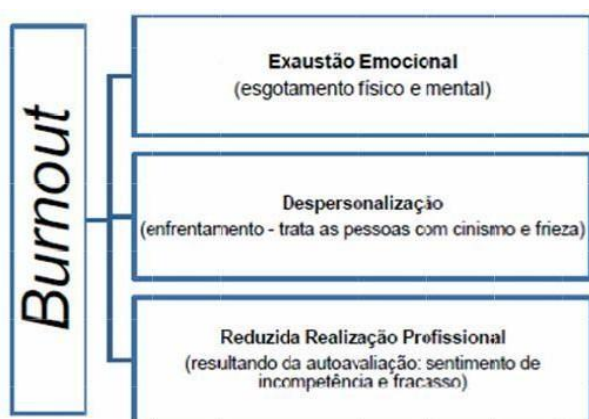 Burnout
Exaustão Emocional
(esgotamento físico e mental)
Despersonalização
(enfrentamento - trata as pessoas com cinismo e frieza)
Reduzida Realização Profissional
(resultando da autoavaliação: sentimento de
incompetência e fracasso)